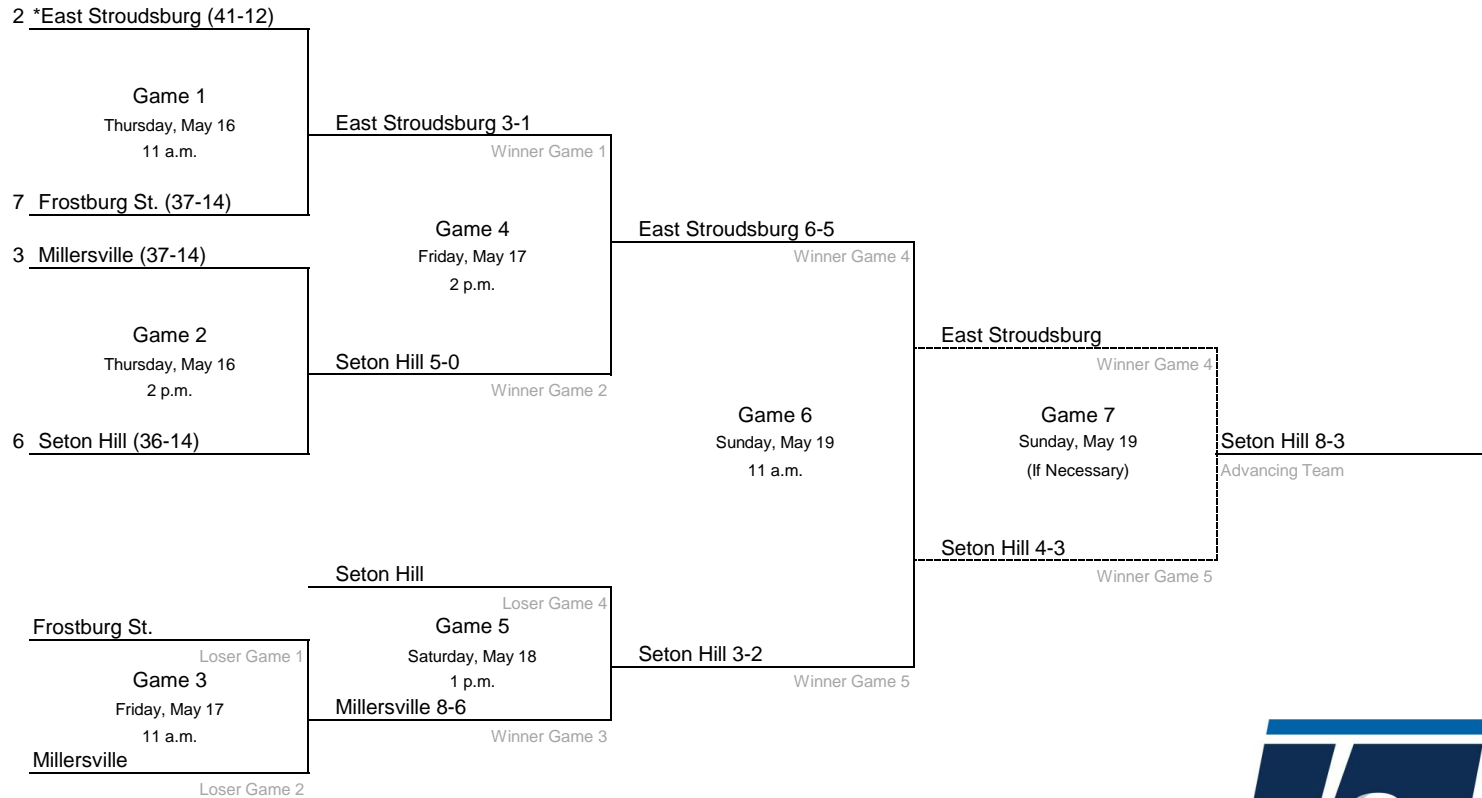 2 *East Stroudsburg (41-12)
Game 1
Thursday, May 16
11 a.m.
East Stroudsburg 3-1
Winner Game 1
7 Frostburg St. (37-14)
3 Millersville (37-14)
Game 4
Friday, May 17
2 p.m.
East Stroudsburg 6-5
Winner Game 4
Game 2
Thursday, May 16
2 p.m.
Seton Hill 5-0
Winner Game 2
6 Seton Hill (36-14)
Game 6
Sunday, May 19
11 a.m.
East Stroudsburg
Winner Game 4
Game 7
Sunday, May 19
(If Necessary)
Seton Hill 8-3
Advancing Team
Seton Hill 4-3
Winner Game 5
Seton Hill
Loser Game 4
Game 5
Saturday, May 18
1 p.m.
Seton Hill 3-2
Winner Game 5
Frostburg St.
Loser Game 1
Game 3
Friday, May 17
11 a.m.
Millersville 8-6
Winner Game 3
Millersville
Loser Game 2